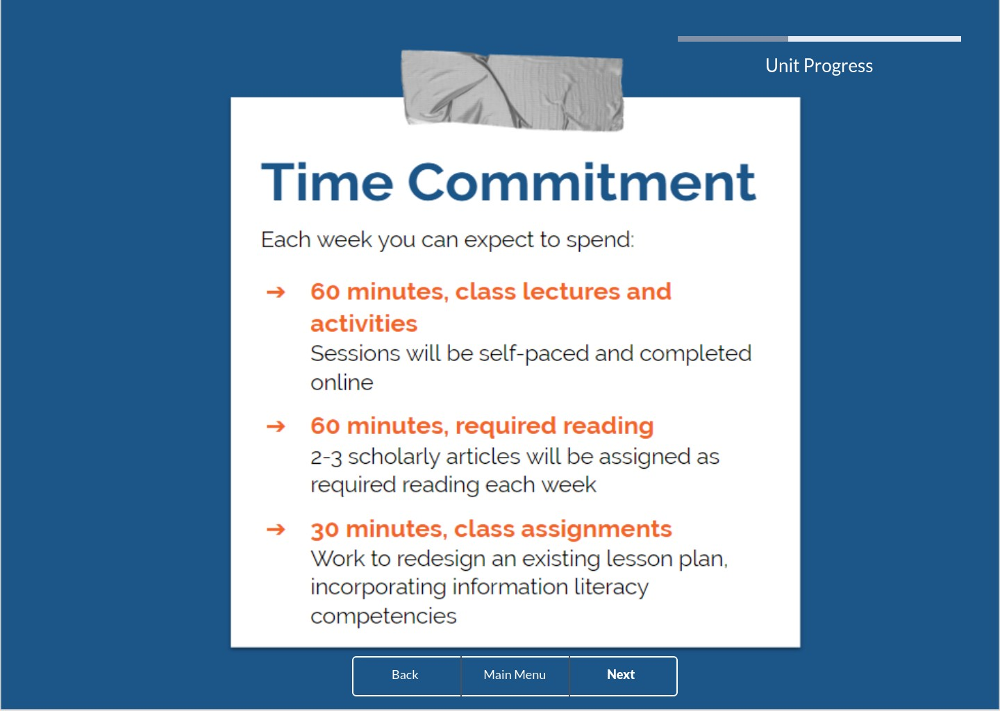 Unit Progress
Time Commitment
Each week you can expect to spend:
➔ 60 minutes, class lectures and
activities
Sessions will be self-paced and completed
online
➔ 60 minutes, required reading
2-3 scholarly articles will be assigned as
required reading each week
➔ 30 minutes, class assignments
Work to redesign an existing lesson plan,
incorporating information literacy
competencies
Back Main Menu Next